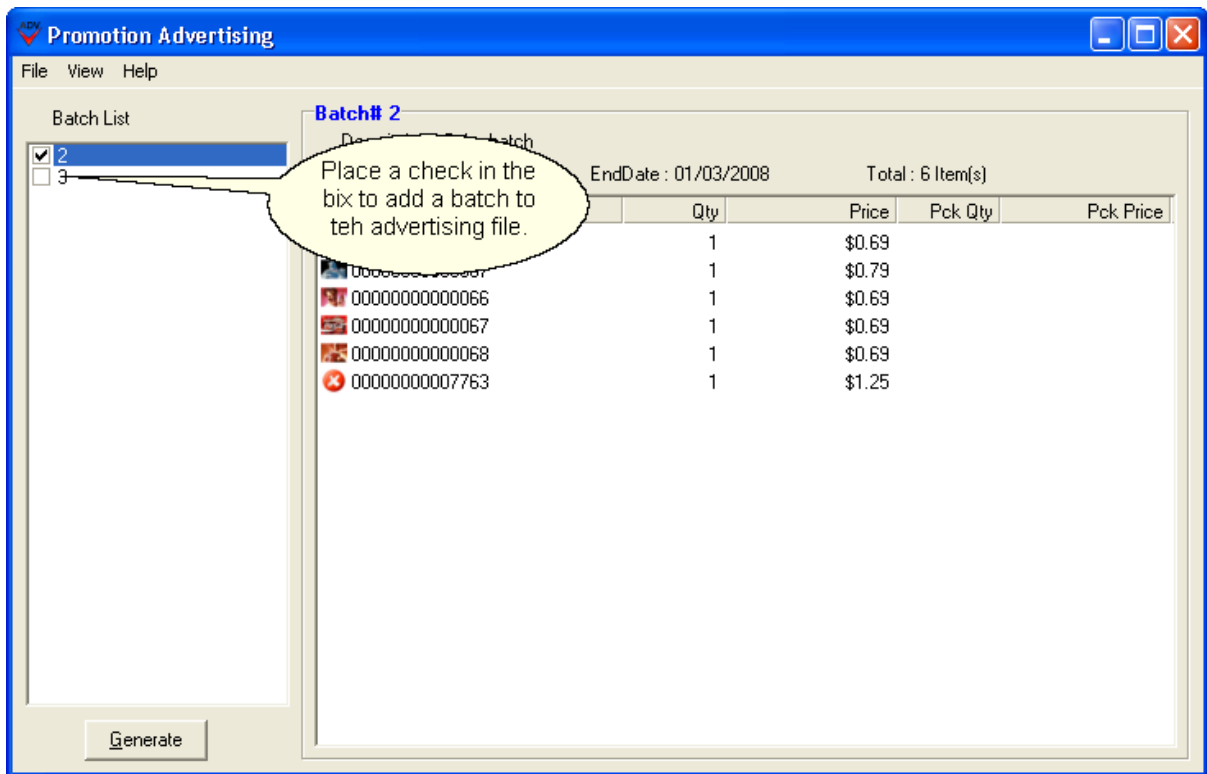 Promotion Advertising
File View Help
Batch List
2
3
Generate
Batch# 2
batch
EndDate : 01/03/2008 Total : 6 Item(s)
Place a check in the
bix to add a batch to
teh advertising file.
Qty Price Pck Qty Pck Price
1 $0.69
1 $0.79
00000000000066 1 $0.69
00000000000067 1 $0.69
00000000000068 1 $0.69
00000000007763 1 $1.25